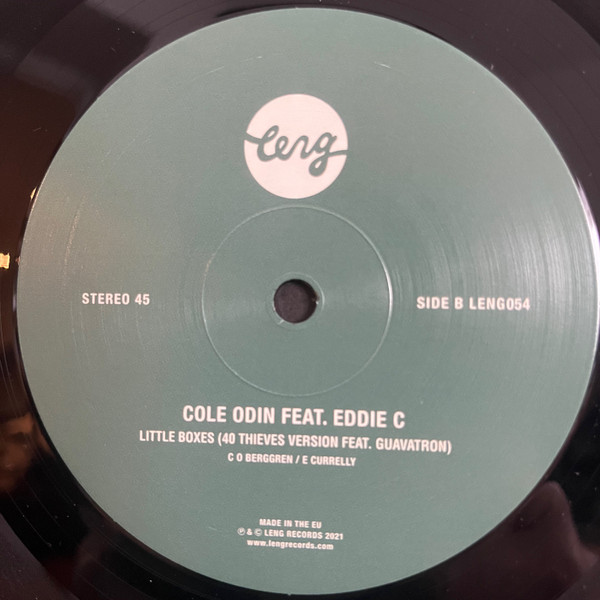 leng
STEREO 45
SIDE B LENG054
COLE ODIN FEAT. EDDIE C
LITTLE BOXES (40 THIEVES VERSION FEAT. GUAVATRON)
C O BERGGREN / E CURRELLY
MADE IN THE EU
℗ & © LENG RECORDS 2021
www.lengrecords.com